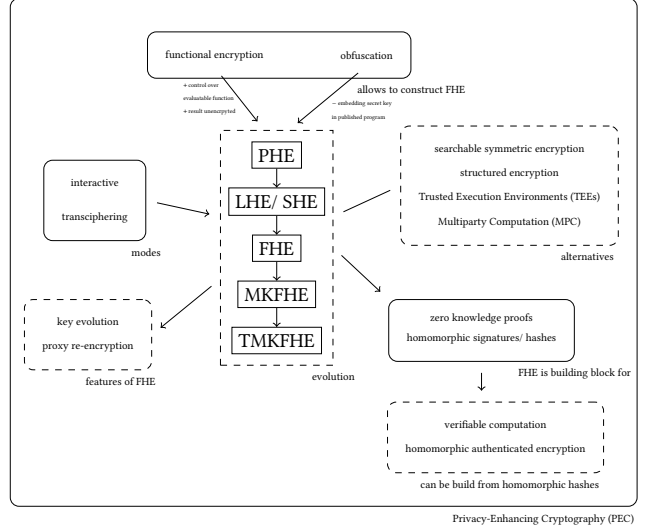 functional encryption
obfuscation
+ control over
evaluatable function
+ result unencrpyted
allows to construct FHE
− embedding secret key
in published program
PHE
LHE/ SHE
FHE
MKFHE
TMKFHE
evolution
interactive
transciphering
modes
searchable symmetric encryption
structured encryption
Trusted Execution Environments (TEEs)
Multiparty Computation (MPC)
alternatives
key evolution
proxy re-encryption
features of FHE
zero knowledge proofs
homomorphic signatures/ hashes
FHE is building block for
verifiable computation
homomorphic authenticated encryption
can be build from homomorphic hashes
Privacy-Enhancing Cryptography (PEC)